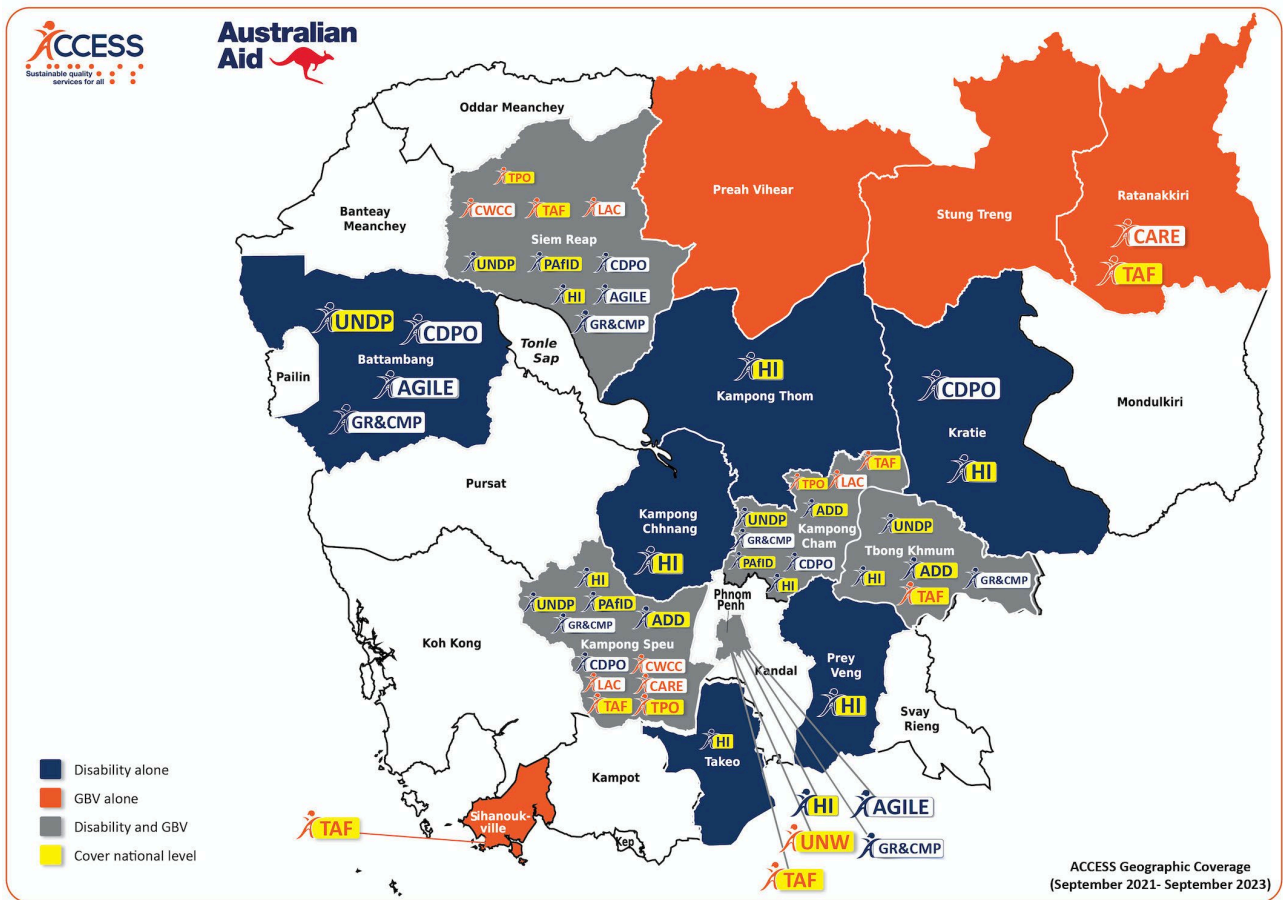 ACCESS
Sustainable quality
services for all
Australian
Aid
Oddar Meanchey
Banteay
Meanchey
TPO
CWCC
TAF
LAC
Siem Reap
UNDP
PAfID
CDPO
HI
AGILE
GR&CMP
Preah Vihear
Stung Treng
Ratanakkiri
CARE
TAF
UNDP
CDPO
Battambang
AGILE
GR&CMP
Pailin
Tonle
Sap
HI
Kampong Thom
CDPO
Kratie
HI
Mondulkiri
Pursat
Kampong
Chhnang
HI
TAF
TPO
LAC
ADD
UNDP
Kampong
Cham
GR&CMP
PAfID
CDPO
HI
UNDP
Tbong Khmum
HI
ADD
GR&CMP
TAF
HI
UNDP
PAfID
GR&CMP
ADD
Kampong Speu
CDPO
CWCC
LAC
CARE
TAF
TPO
Phnom
Penh
Kandal
Prey
Veng
HI
Svay
Rieng
Koh Kong
HI
Takeo
Kampot
Kep
Sihanouk-
ville
TAF
HI
AGILE
UNW
GR&CMP
TAF
Disability alone
GBV alone
Disability and GBV
Cover national level
ACCESS Geographic Coverage
(September 2021- September 2023)